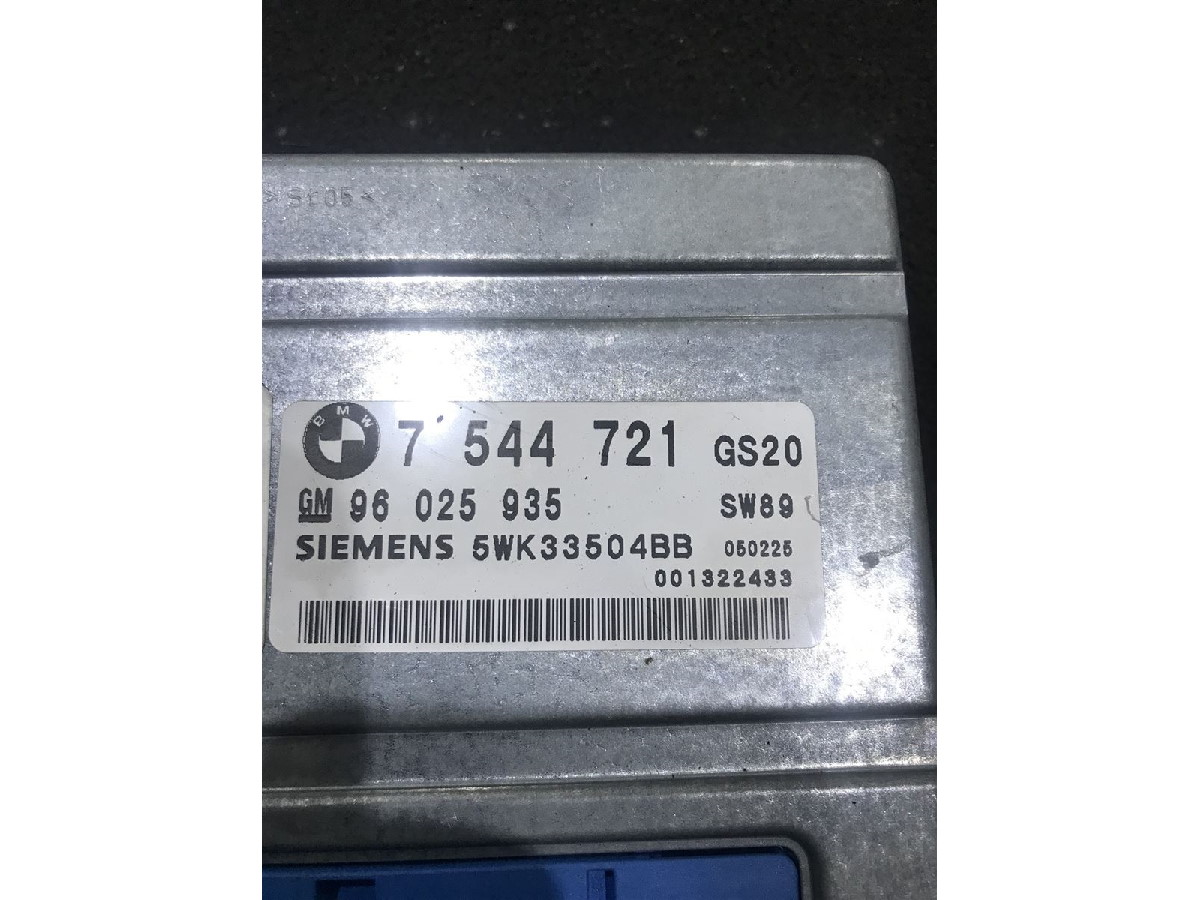 BMW 7 544 721 GS20
GM 96 025 935 SW89
SIEMENS 5WK33504BB 050225
001322433